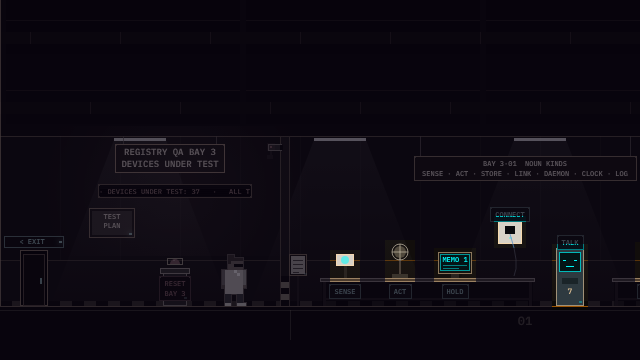 REGISTRY QA BAY 3
DEVICES UNDER TEST
· DEVICES UNDER TEST: 37 · ALL T
BAY 3-01 NOUN KINDS
SENSE · ACT · STORE · LINK · DAEMON · CLOCK · LOG
TEST
PLAN
< EXIT
RESET
BAY 3
CONNECT
TALK
MEMO 1
SENSE
ACT
HOLD
7
01